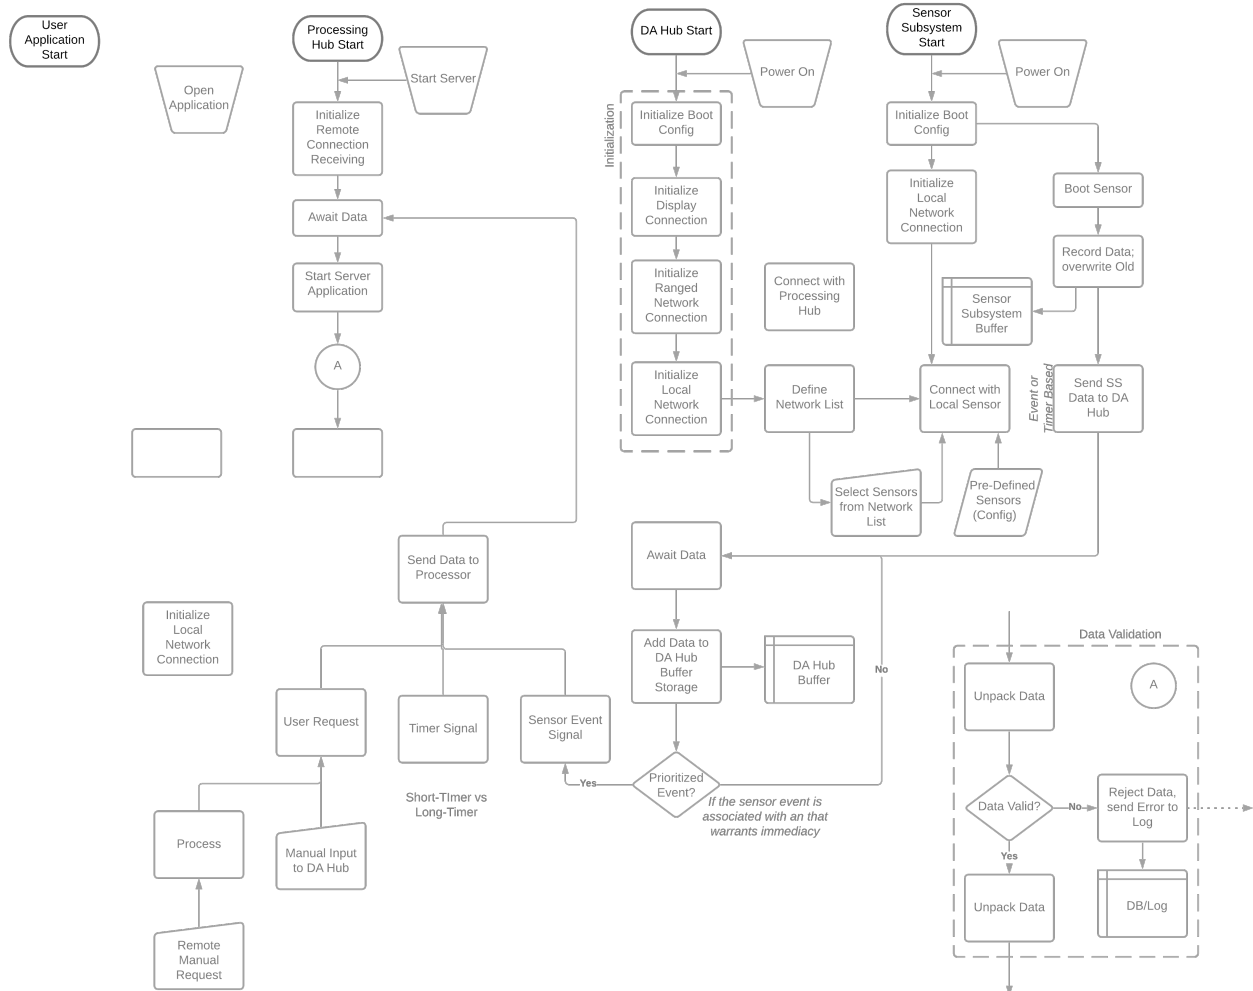 User
Application
Start
Processing
Hub Start
DA Hub Start
Sensor
Subsystem
Start
Open
Application
Start Server
Power On
Power On
Initialize
Remote
Connection
Receiving
Initialization
Initialize Boot
Config
Initialize Boot
Config
Await Data
Initialize
Display
Connection
Initialize
Local
Network
Connection
Boot Sensor
Start Server
Application
Initialize
Ranged
Network
Connection
Connect with
Processing
Hub
Record Data;
overwrite Old
Sensor
Subsystem
Buffer
A
Initialize
Local
Network
Connection
Define
Network List
Connect with
Local Sensor
Event or
Timer Based
Send SS
Data to DA
Hub
Select Sensors
from Network
List
Pre-Defined
Sensors
(Config)
Send Data to
Processor
Await Data
Initialize
Local
Network
Connection
Add Data to
DA Hub
Buffer
Storage
DA Hub
Buffer
No
Data Validation
Unpack Data
A
User Request
Timer Signal
Sensor Event
Signal
Short-TImer vs
Long-Timer
Yes
Prioritized
Event?
If the sensor event is
associated with an that
warrants immediacy
Data Valid?
No
Reject Data,
send Error to
Log
Yes
Process
Manual Input
to DA Hub
Unpack Data
DB/Log
Remote
Manual
Request